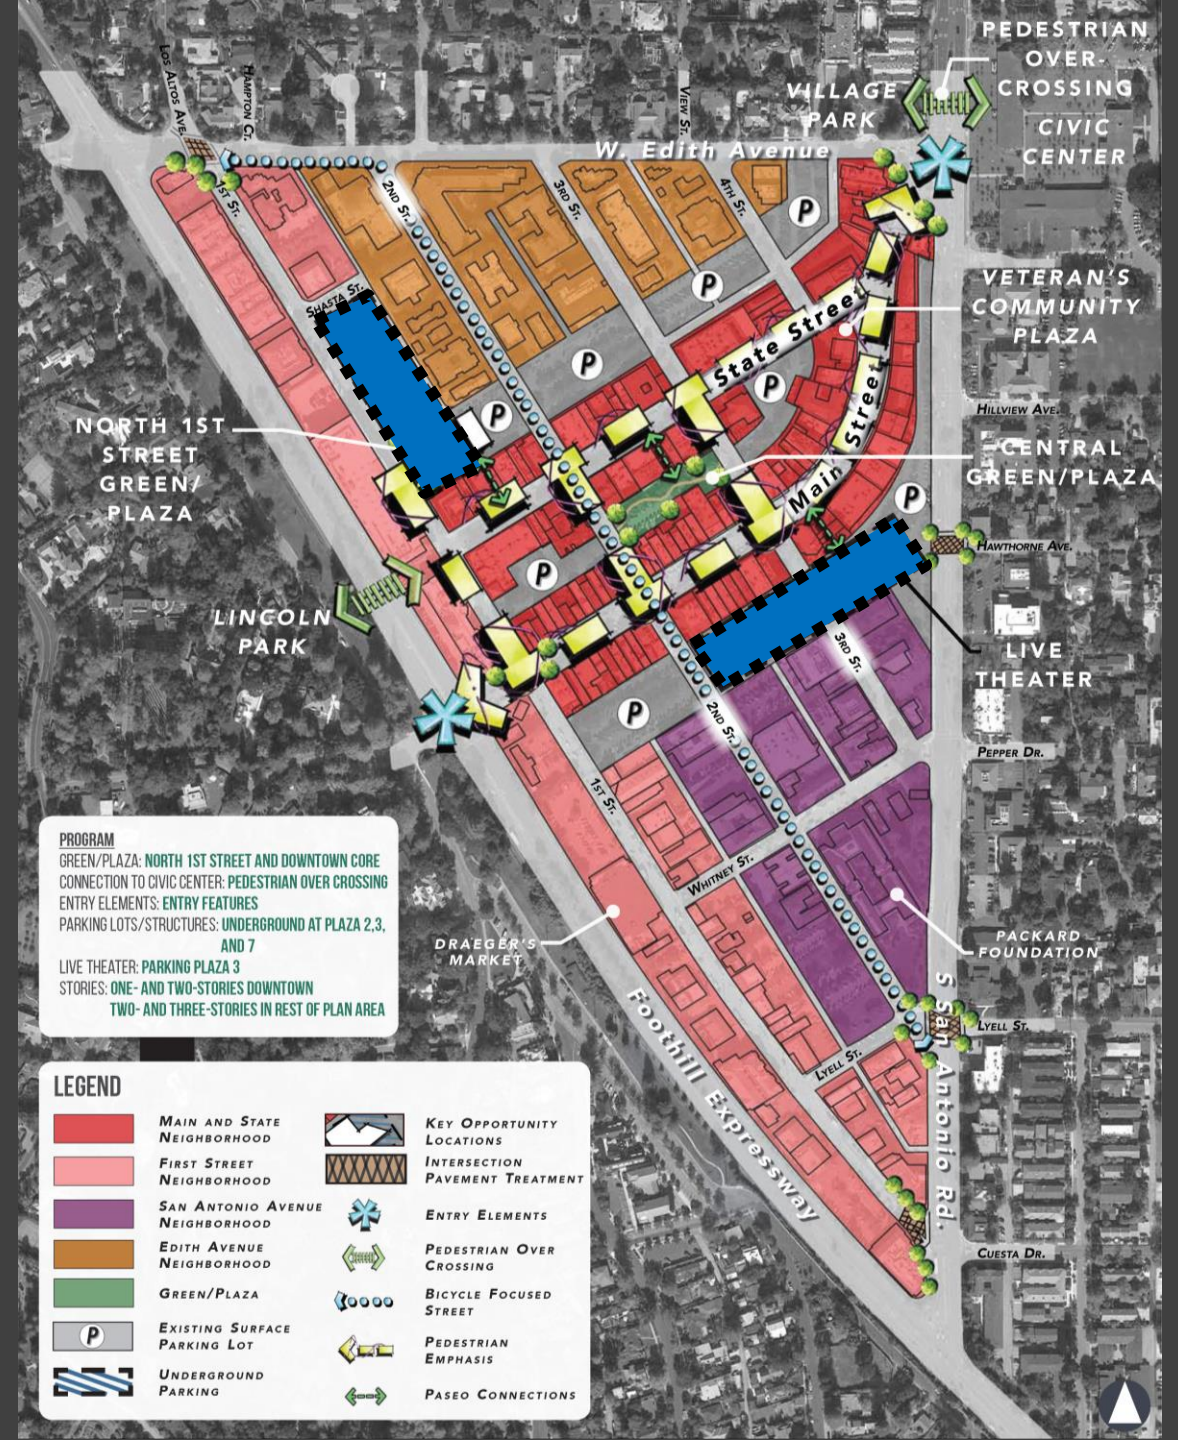 PEDESTRIAN
OVER-
CROSSING
VILLAGE
PARK
CIVIC
CENTER
LOS ALTOS AVE.
HAMPTON CT.
VIEW ST.
W. EDITH AVENUE
1ST ST.
2ND ST.
3RD ST.
4TH ST.
P
P
VETERAN'S
COMMUNITY
PLAZA
SHASTA ST.
State Street
P
P
P
HILLVIEW AVE.
NORTH 1ST
STREET
GREEN/
PLAZA
Main Street
CENTRAL
GREEN/PLAZA
P
HAWTHORNE AVE.
P
LINCOLN
PARK
3RD ST.
LIVE
THEATER
P
2ND ST.
PEPPER DR.
1ST ST.
WHITNEY ST.
DRAEGER'S
MARKET
PACKARD
FOUNDATION
PROGRAM
GREEN/PLAZA: NORTH 1ST STREET AND DOWNTOWN CORE
CONNECTION TO CIVIC CENTER: PEDESTRIAN OVER CROSSING
ENTRY ELEMENTS: ENTRY FEATURES
PARKING LOTS/STRUCTURES: UNDERGROUND AT PLAZA 2,3,
AND 7
LIVE THEATER: PARKING PLAZA 3
STORIES: ONE- AND TWO-STORIES DOWNTOWN
TWO- AND THREE-STORIES IN REST OF PLAN AREA
Foothill Expressway
S San Antonio Rd.
LYELL ST.
LYELL ST.
CUESTA DR.
LEGEND
MAIN AND STATE
NEIGHBORHOOD
FIRST STREET
NEIGHBORHOOD
SAN ANTONIO AVENUE
NEIGHBORHOOD
EDITH AVENUE
NEIGHBORHOOD
GREEN/PLAZA
P
EXISTING SURFACE
PARKING LOT
UNDERGROUND
PARKING
KEY OPPORTUNITY
LOCATIONS
INTERSECTION
PAVEMENT TREATMENT
ENTRY ELEMENTS
PEDESTRIAN OVER
CROSSING
BICYCLE FOCUSED
STREET
PEDESTRIAN
EMPHASIS
PASEO CONNECTIONS